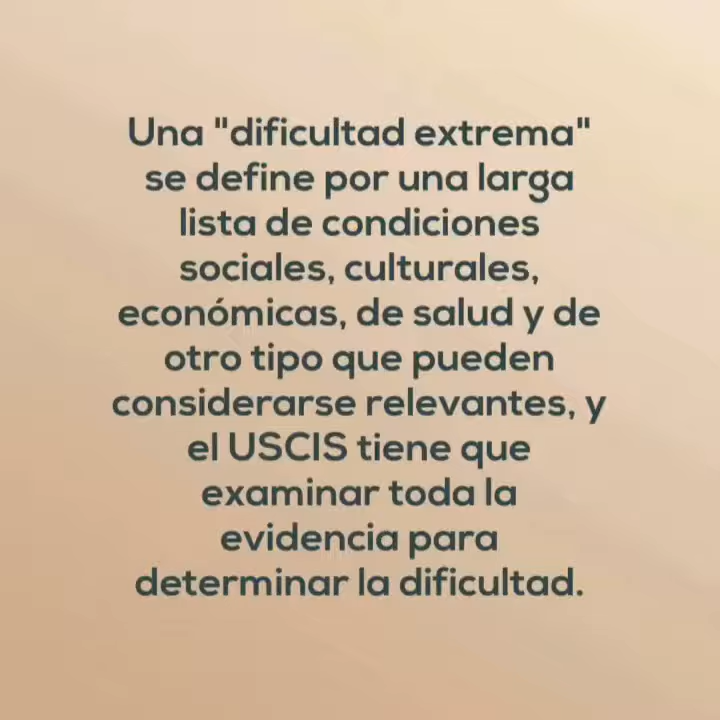 Una "dificultad extrema"
se define por una larga
lista de condiciones
sociales, culturales,
económicas, de salud y de
otro tipo que pueden
considerarse relevantes, y
el USCIS tiene que
examinar toda la
evidencia para
determinar la dificultad.